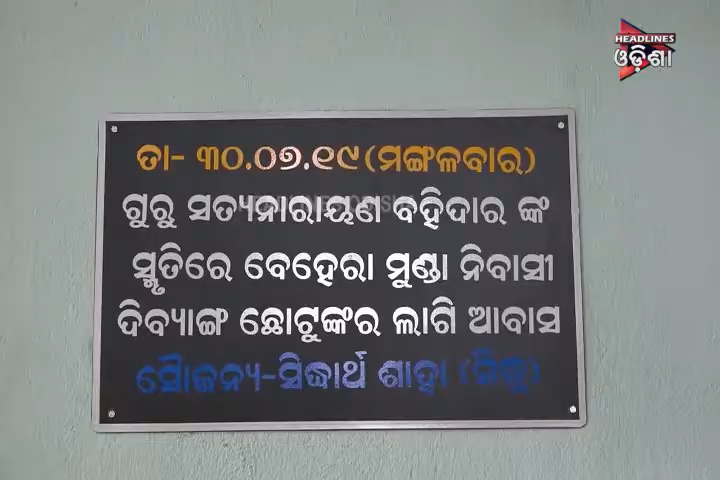 HEADLINES
ଓଡ଼ିଶା
ତା- ୩୦.୦୭.୧୯ (ମଙ୍ଗଳବାର)
ଗୁରୁ ସତ୍ୟନାରାୟଣ ବହିଦାର ଙ୍କ
ସ୍ମୃତିରେ ବେହେରା ମୁଣ୍ଡା ନିବାସୀ
ଦିବ୍ୟାଙ୍ଗ ଛୋଟୁଙ୍କର ଲାଗି ଆବାସ
ସୌଜନ୍ୟ-ସିଦ୍ଧାର୍ଥ ଶାହା